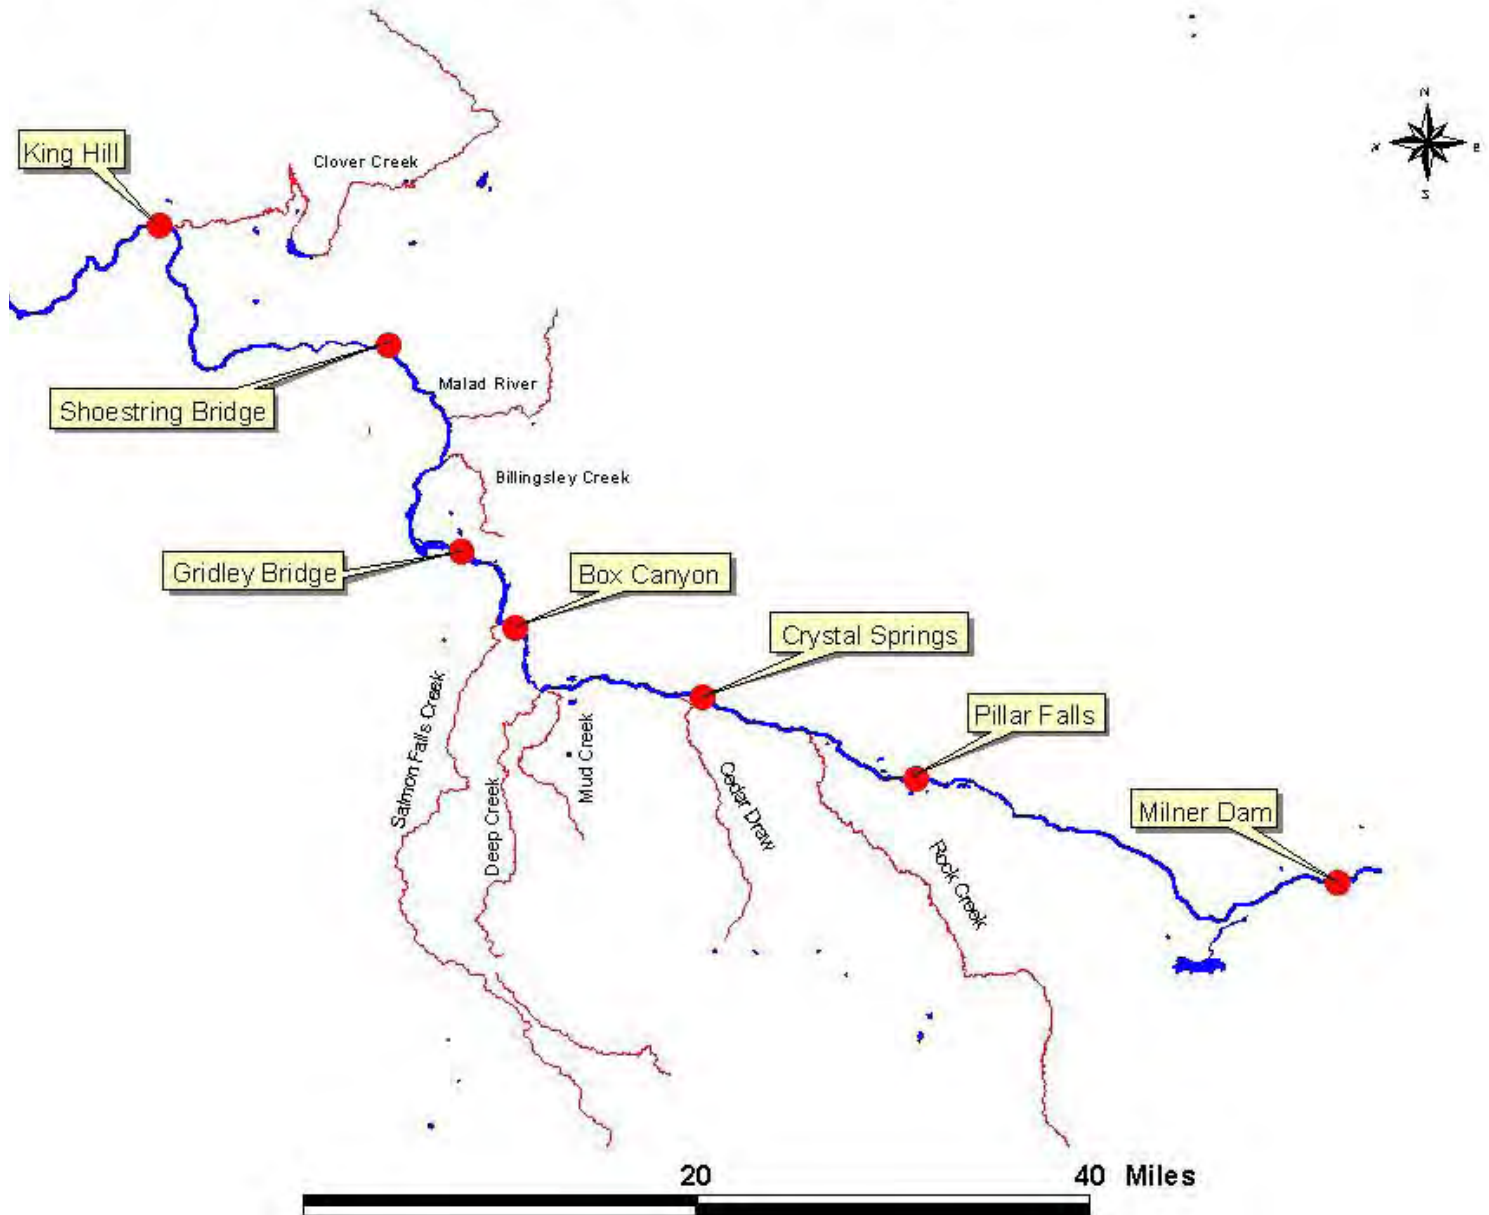 N
King Hill
Clover Creek
E
S
Malad River
Shoestring Bridge
Billingsley Creek
Gridley Bridge
Box Canyon
Crystal Springs
Salmon Falls Creek
Pillar Falls
Mud Creek
Cedar Draw
Deep Creek
Milner Dam
Rock Creek
20
40 Miles